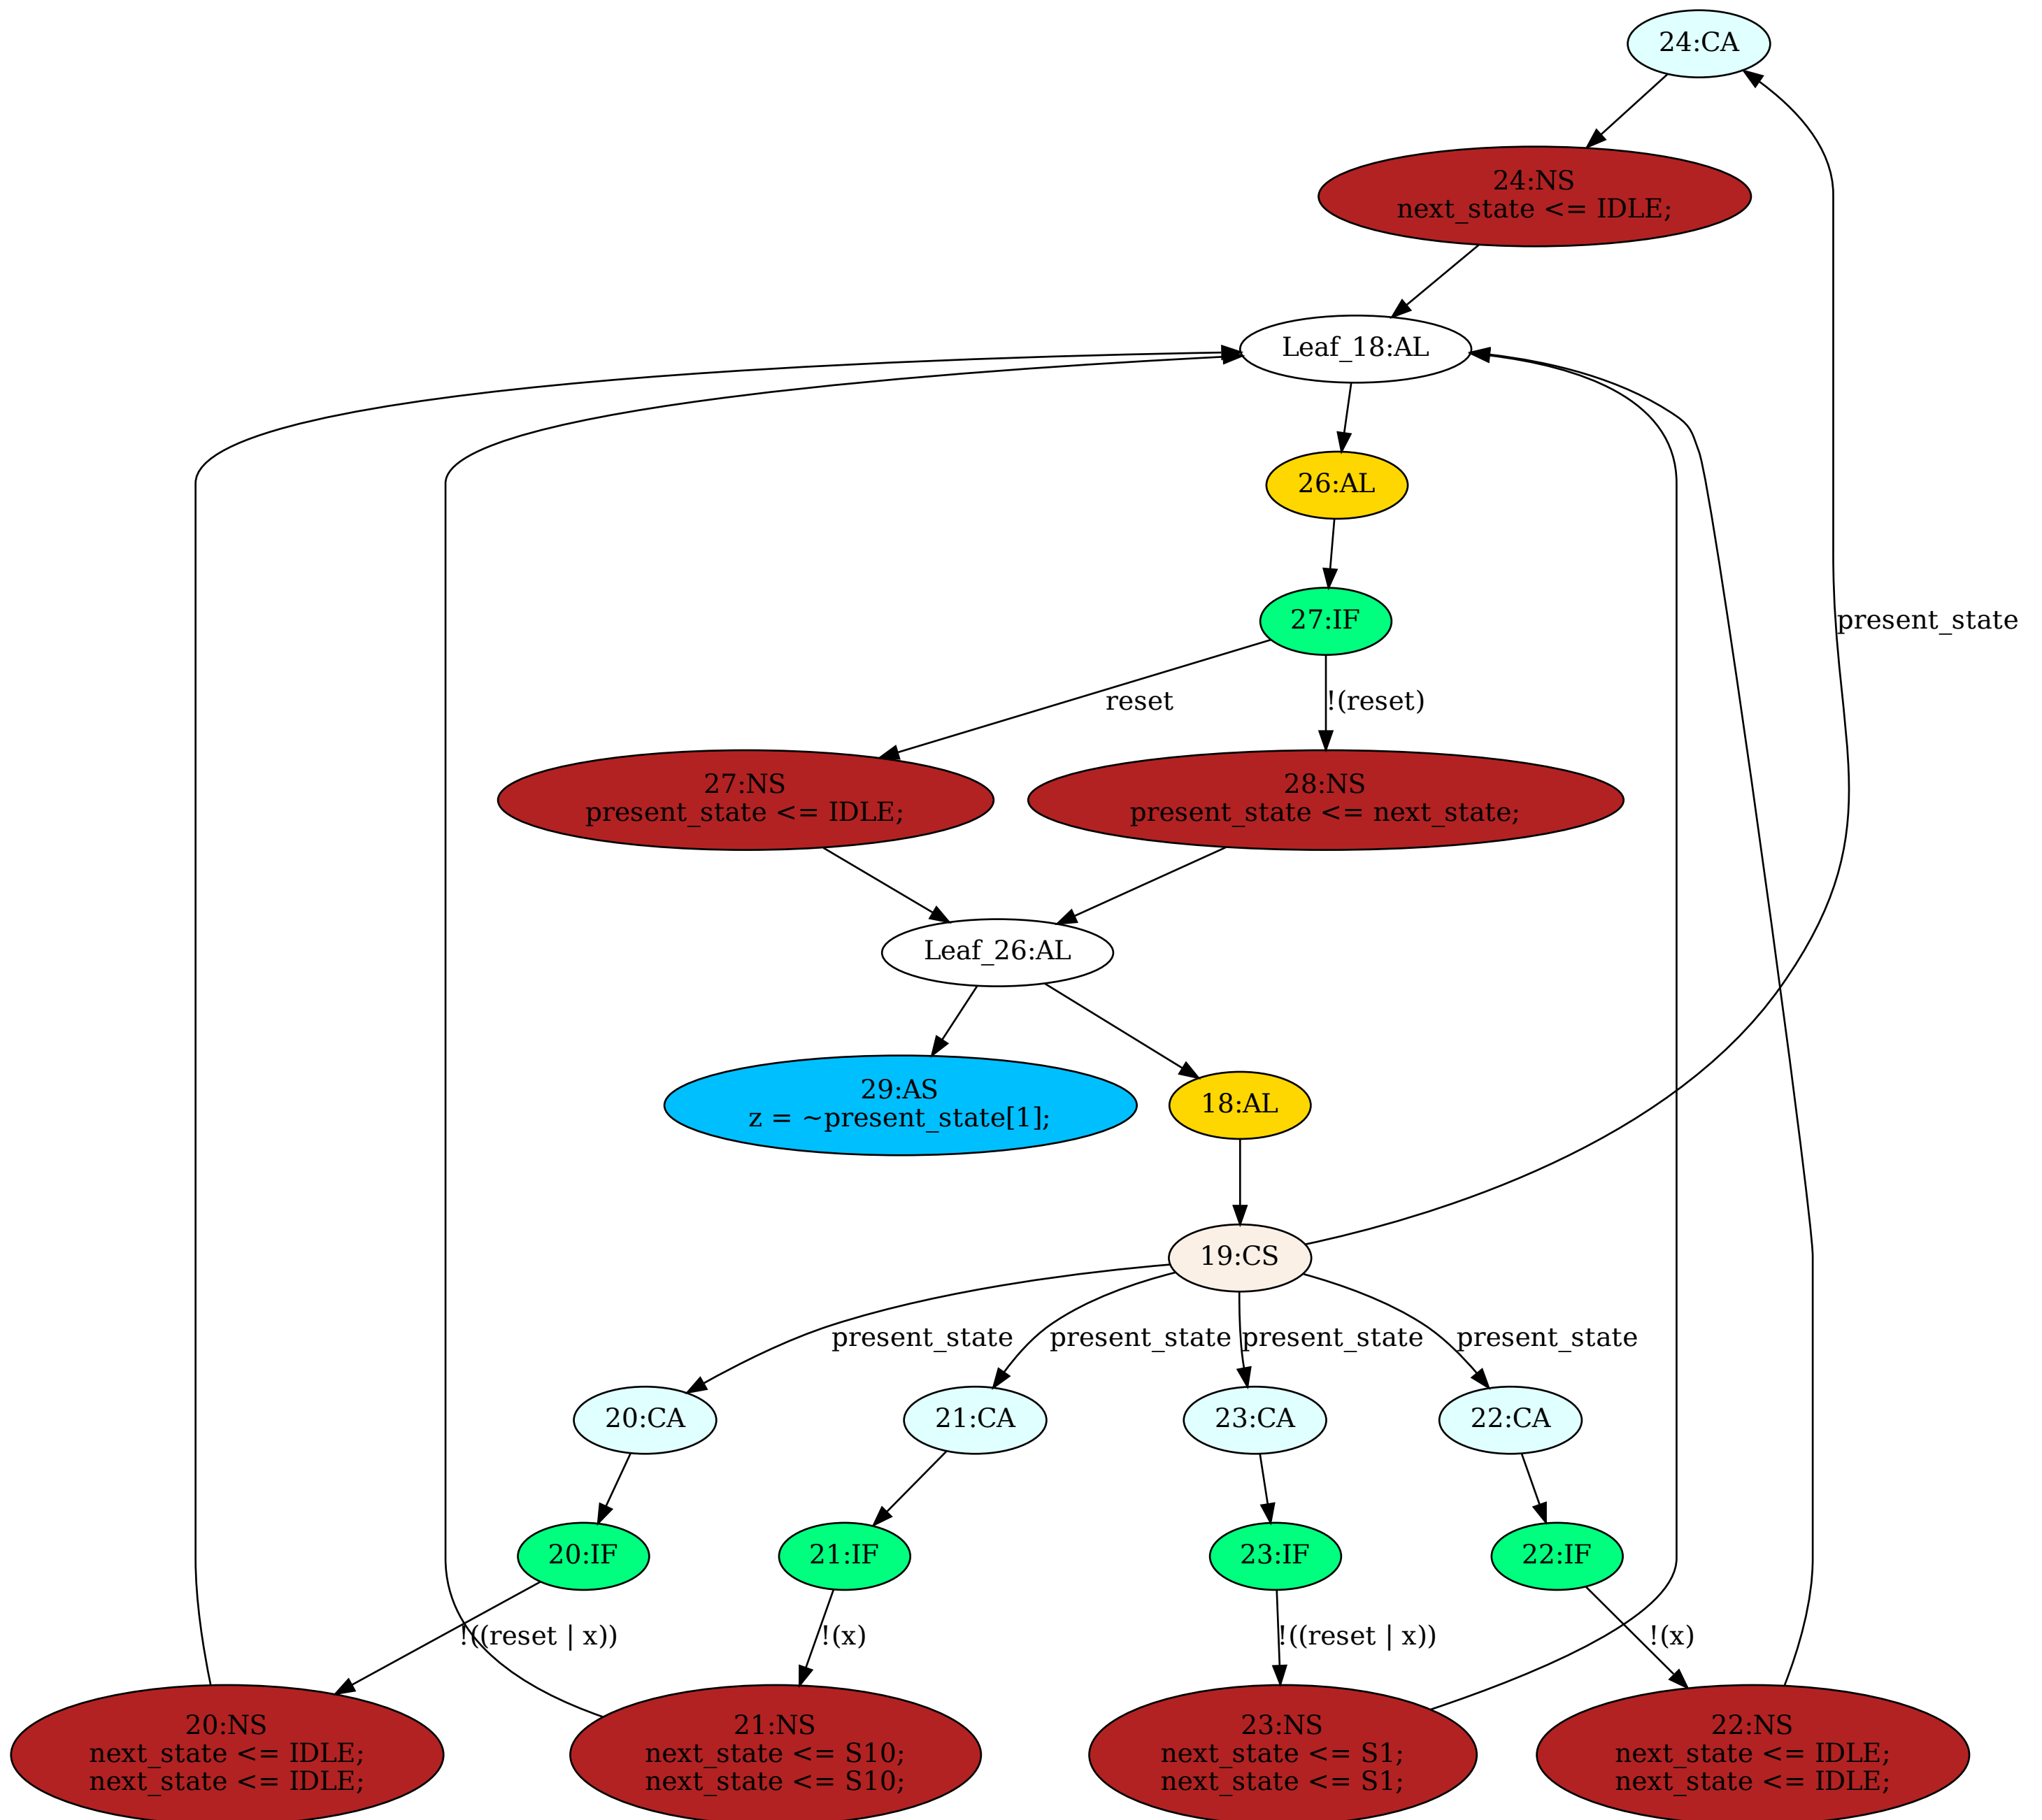 24:CA
24:NS
next_state <= IDLE;
Leaf_18:AL
26:AL
27:IF
present_state
reset
!(reset)
27:NS
present_state <= IDLE;
28:NS
present_state <= next_state;
Leaf_26:AL
29:AS
z = ~present_state[1];
18:AL
19:CS
present_state
present_state
present_state
present_state
20:CA
21:CA
23:CA
22:CA
20:IF
21:IF
23:IF
22:IF
!((reset | x))
!(x)
!((reset | x))
!(x)
20:NS
next_state <= IDLE;
next_state <= IDLE;
21:NS
next_state <= S10;
next_state <= S10;
23:NS
next_state <= S1;
next_state <= S1;
22:NS
next_state <= IDLE;
next_state <= IDLE;